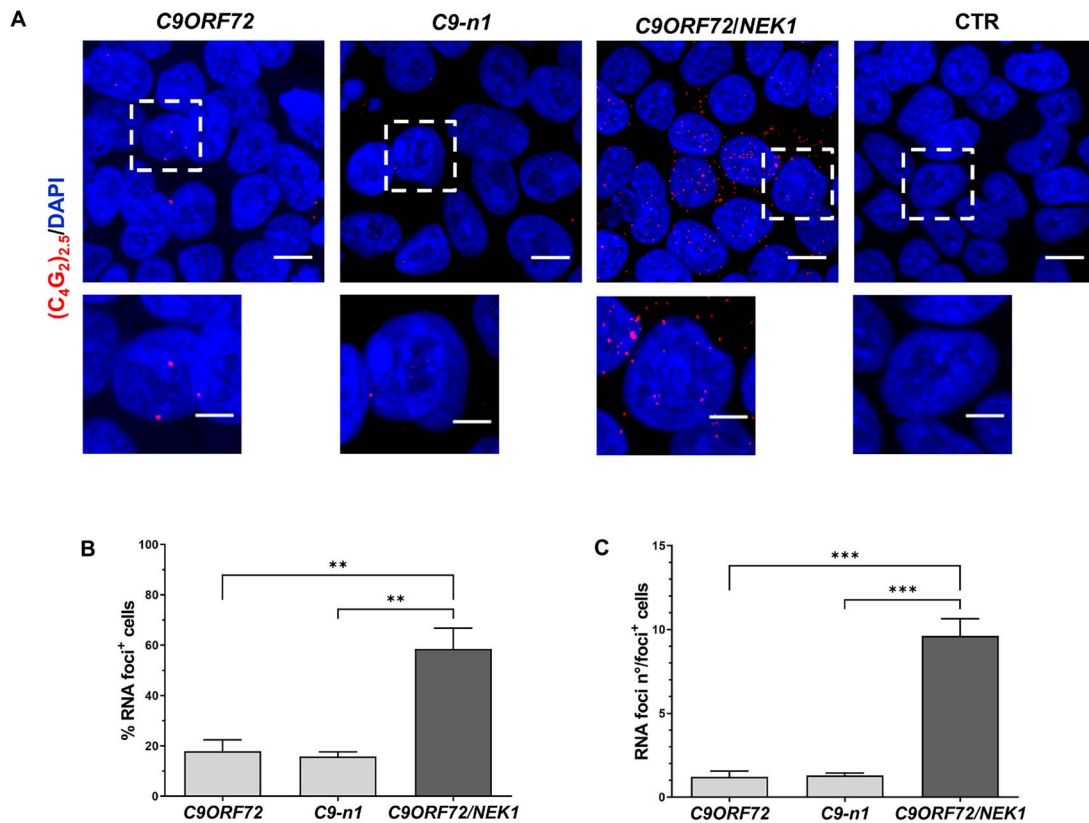 A
C9ORF72
C9-n1
C9ORF72/NEK1
CTR
(C₄G₂)₂.₅/DAPI
B
% RNA foci⁺ cells
100
80
60
40
20
0
**
**
C9ORF72
C9-n1
C9ORF72/NEK1
C
RNA foci n°/foci⁺ cells
15
10
5
0
***
***
C9ORF72
C9-n1
C9ORF72/NEK1